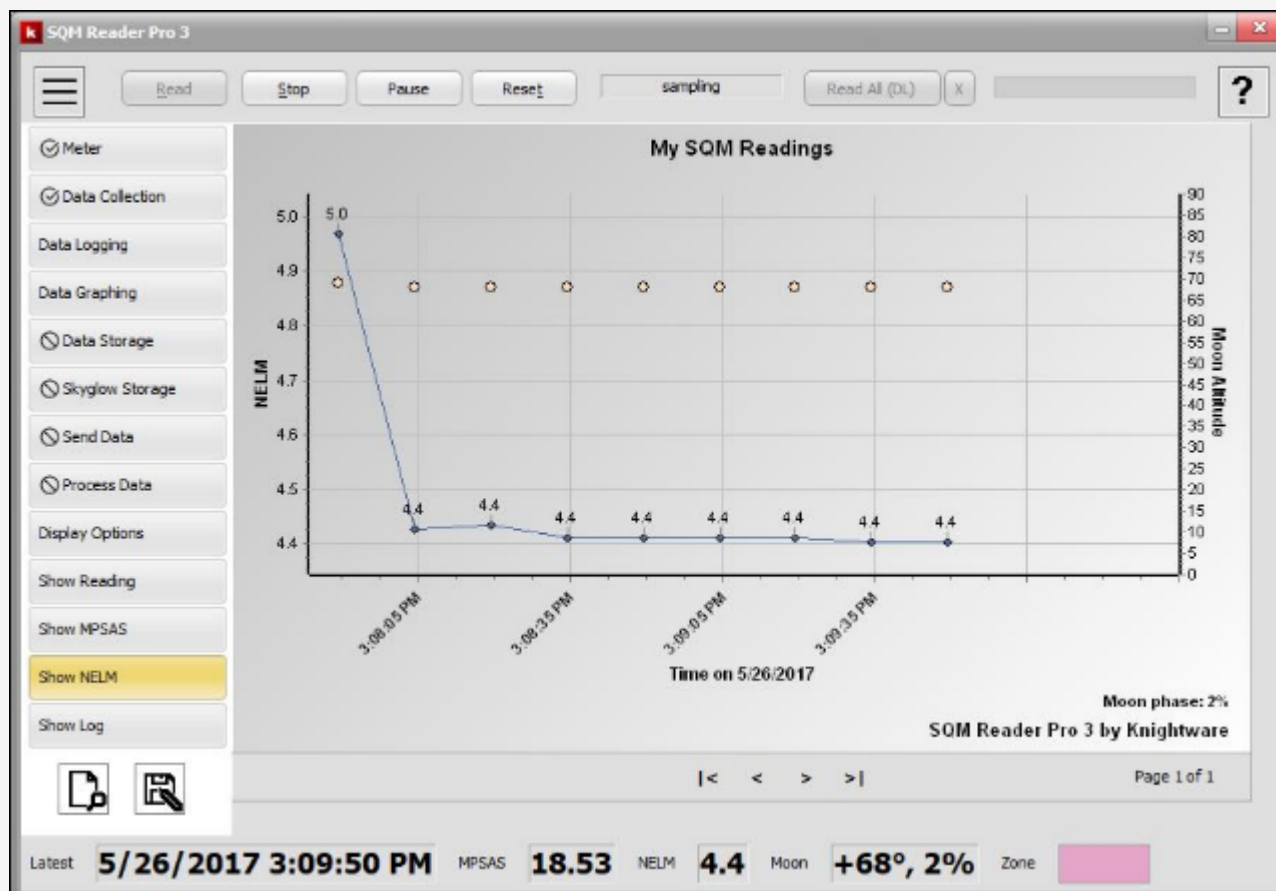 SQM Reader Pro 3
Read Stop Pause Reset sampling Read All (DL) X ?
Meter
Data Collection
Data Logging
Data Graphing
Data Storage
Skyglow Storage
Send Data
Process Data
Display Options
Show Reading
Show MPSAS
Show NELM
Show Log
My SQM Readings
NELM
5.0
4.9
4.8
4.7
4.6
4.5
4.4
5.0 4.4 4.4 4.4 4.4 4.4 4.4 4.4 4.4
90
85
80
75
70
65
60
55
50
45
40
35
30
25
20
15
10
5
0
Moon Altitude
3:08:05 PM 3:08:35 PM 3:09:05 PM 3:09:35 PM
Time on 5/26/2017
Moon phase: 2%
SQM Reader Pro 3 by Knightware
|< < > >| Page 1 of 1
Latest 5/26/2017 3:09:50 PM MPSAS 18.53 NELM 4.4 Moon +68°, 2% Zone